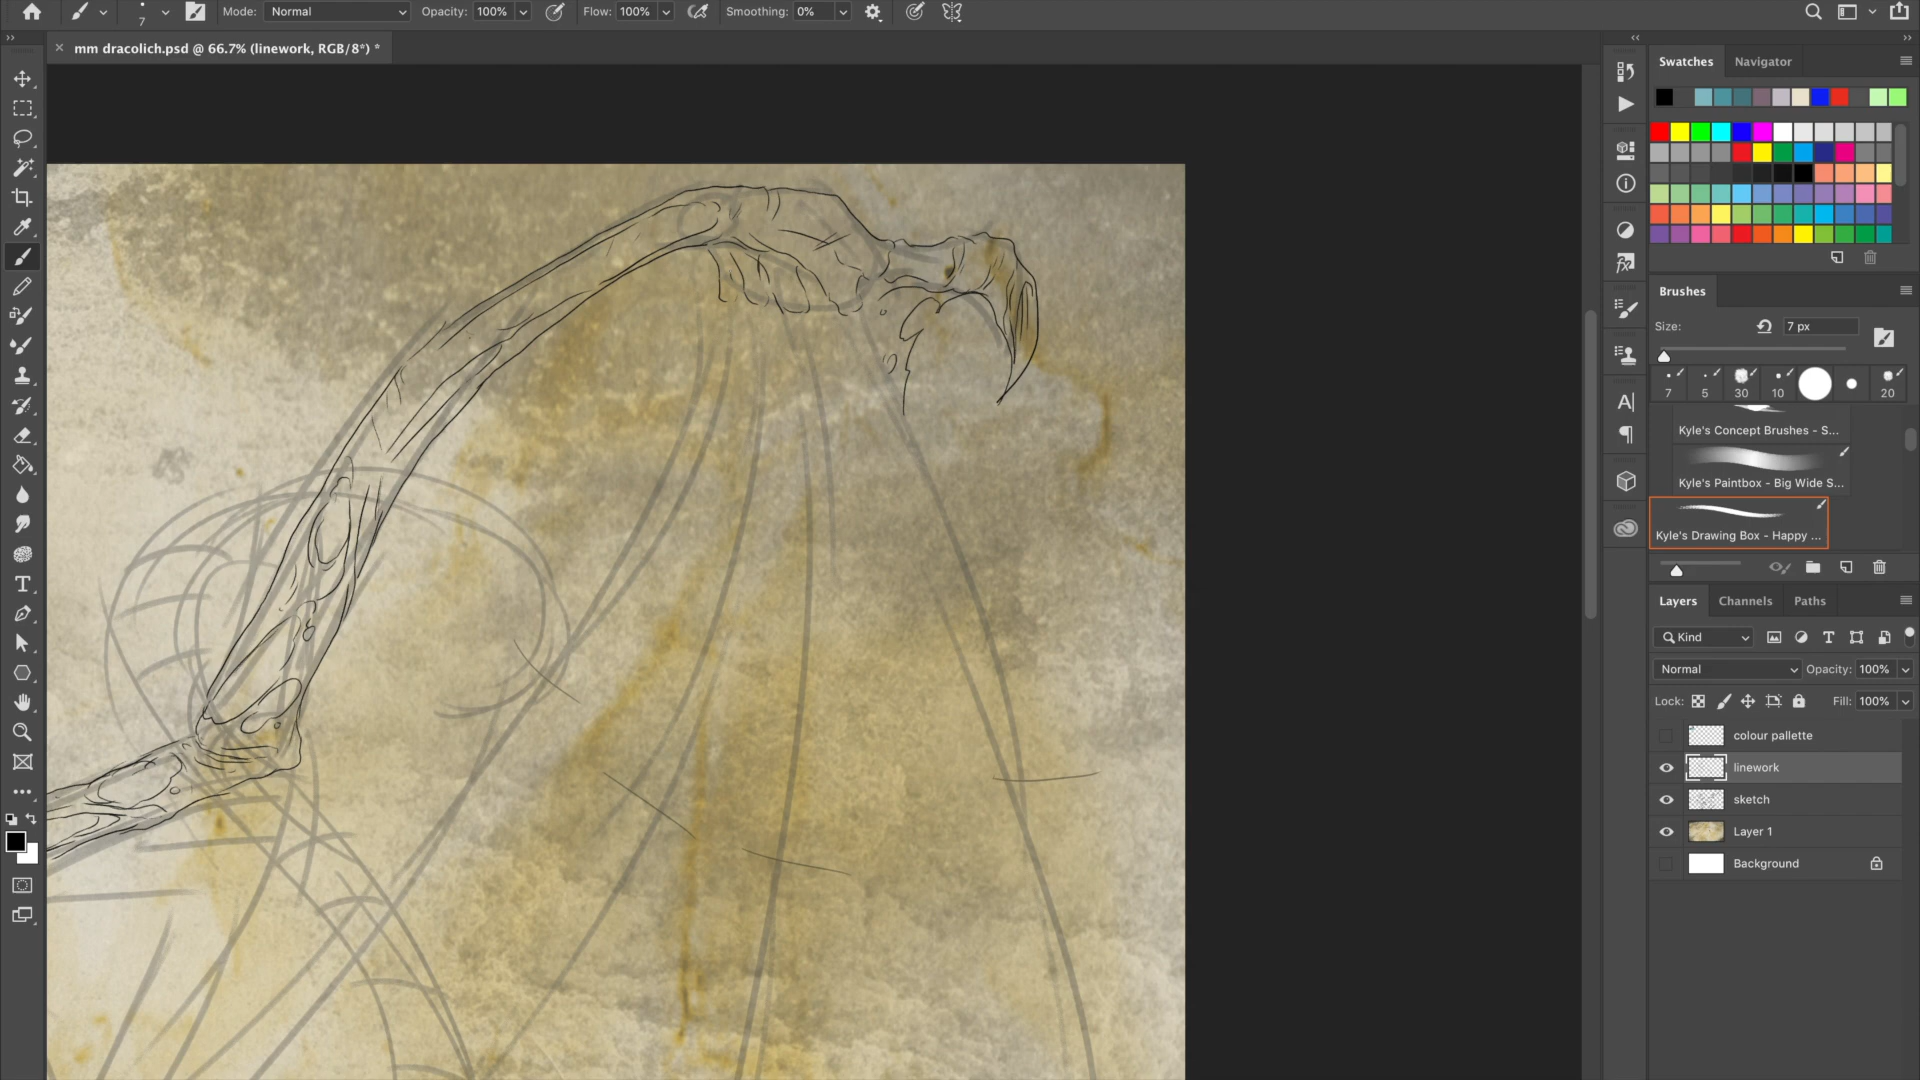 7
Mode: Normal
Opacity: 100%
Flow: 100%
Smoothing: 0%
mm dracolich.psd @ 66.7% (linework, RGB/8*) *
Swatches
Navigator
Brushes
Size:
7 px
7
5
30
10
20
Kyle's Concept Brushes - S...
Kyle's Paintbox - Big Wide S...
Kyle's Drawing Box - Happy ...
Layers
Channels
Paths
Kind
Normal
Opacity: 100%
Lock:
Fill: 100%
colour pallette
linework
sketch
Layer 1
Background